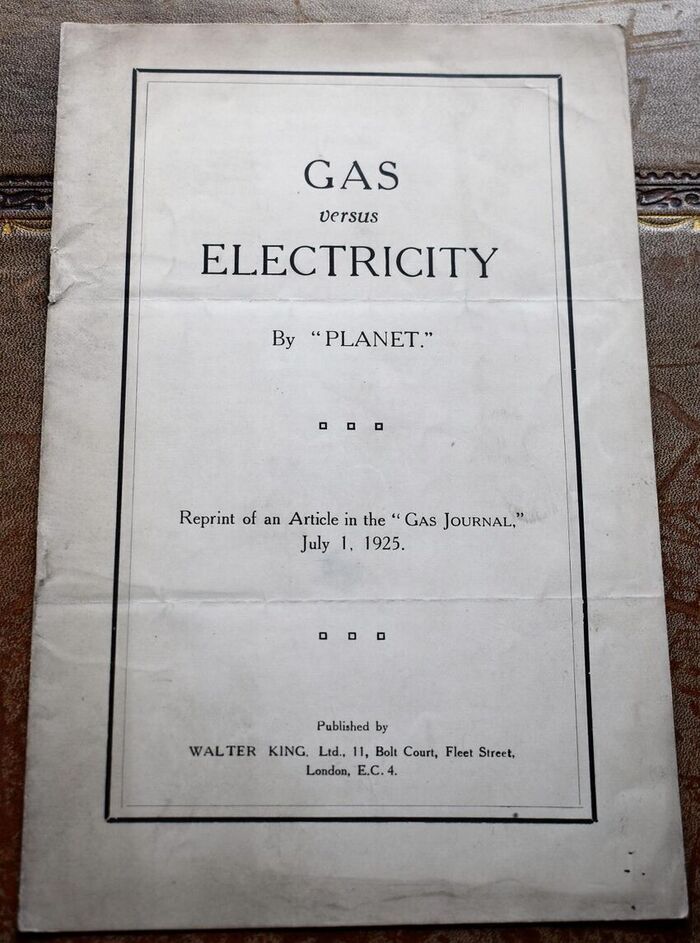 GAS
versus
ELECTRICITY
By “PLANET.”
Reprint of an Article in the “GAS JOURNAL,”
July 1, 1925.
Published by
WALTER KING, Ltd., 11, Bolt Court, Fleet Street,
London, E.C. 4.